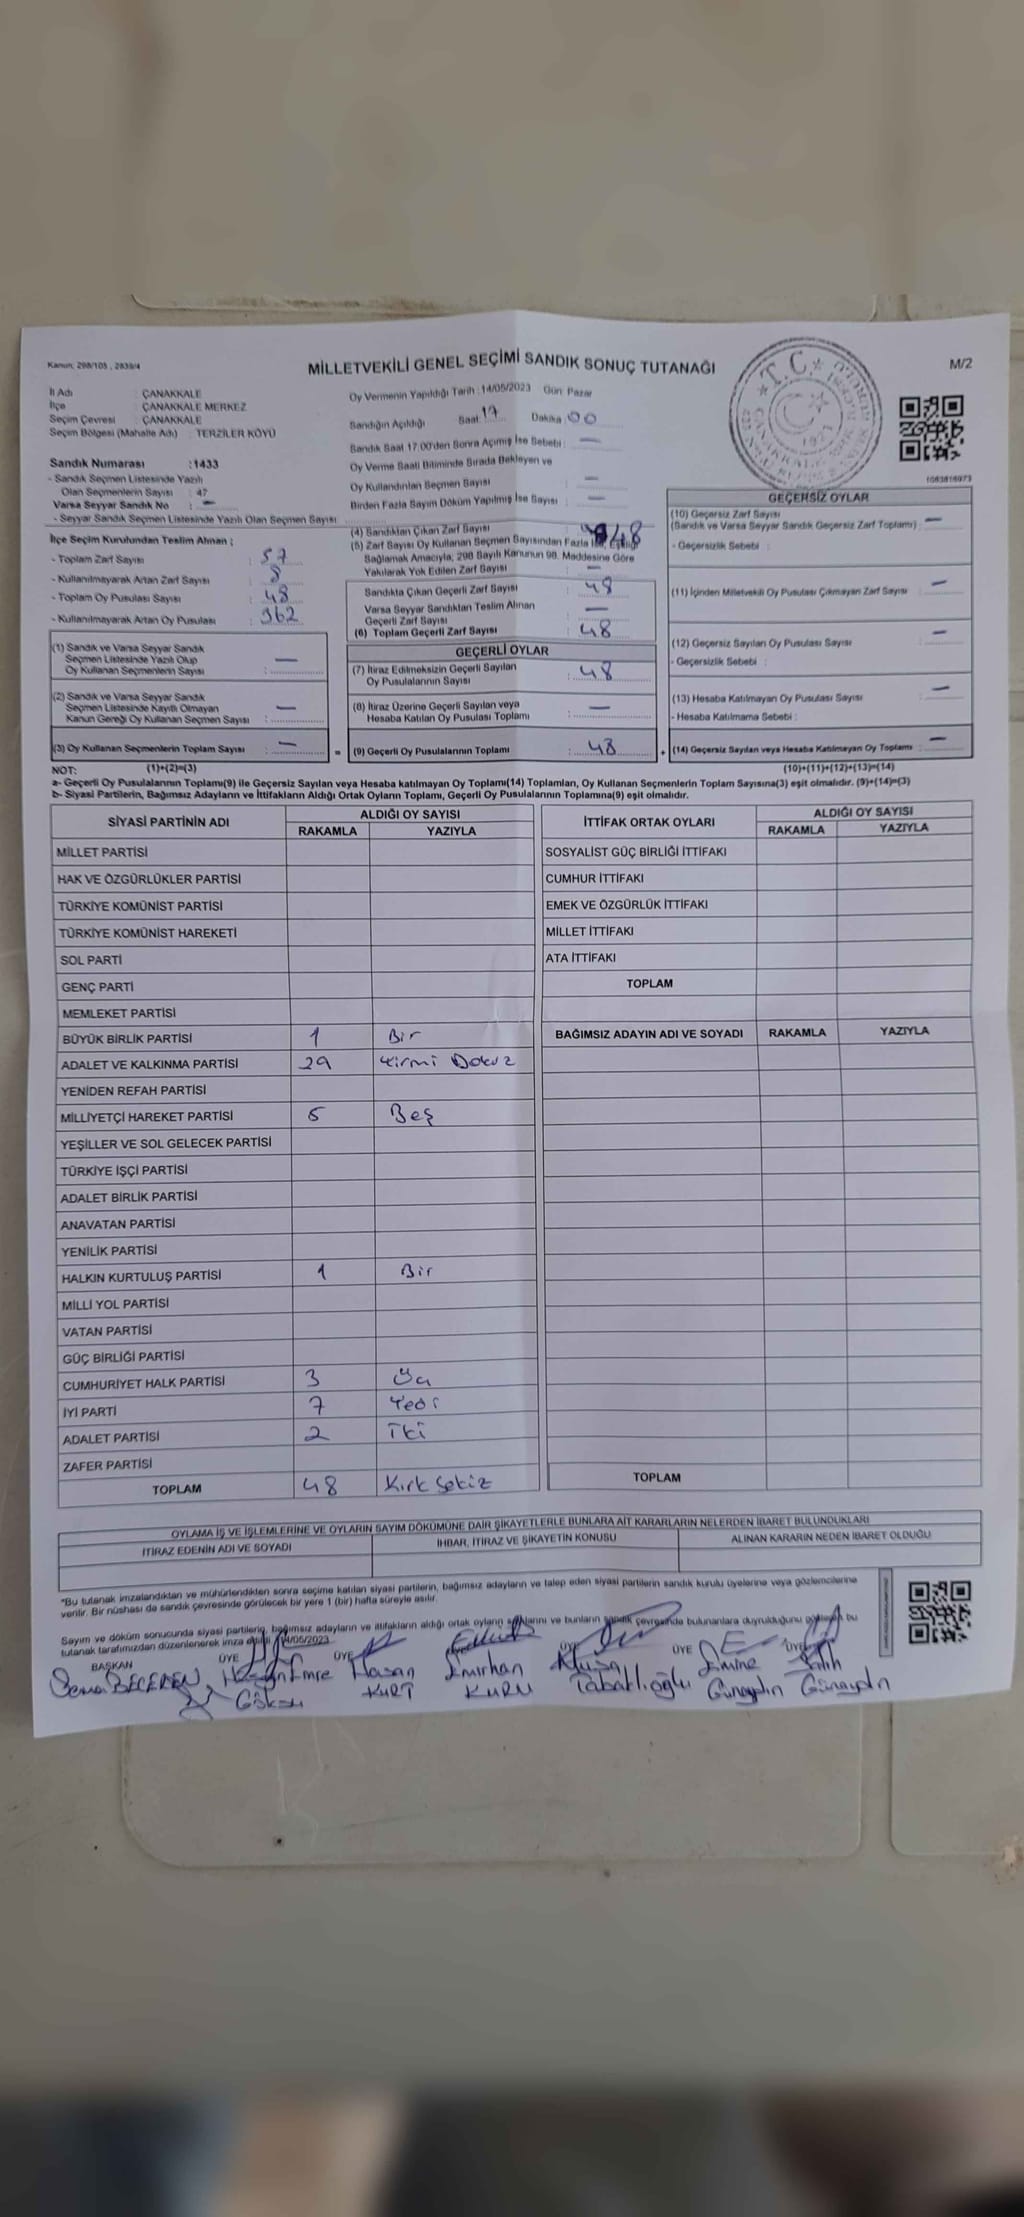 Kanun: 298/105 , 2839/4
MİLLETVEKİLİ GENEL SEÇİMİ SANDIK SONUÇ TUTANAĞI
M/2
İl Adı : ÇANAKKALE
İlçe : ÇANAKKALE MERKEZ
Seçim Çevresi : ÇANAKKALE
Seçim Bölgesi (Mahalle Adı) : TERZİLER KÖYÜ
Sandık Numarası :1433
- Sandık Seçmen Listesinde Yazılı
Olan Seçmenlerin Sayısı : 47
Varsa Seyyar Sandık No : —
- Seyyar Sandık Seçmen Listesinde Yazılı Olan Seçmen Sayısı
İlçe Seçim Kurulundan Teslim Alınan ;
- Toplam Zarf Sayısı : 57
- Kullanılmayarak Artan Zarf Sayısı : 8
- Toplam Oy Pusulası Sayısı : 48
- Kullanılmayarak Artan Oy Pusulası : 362
(1) Sandık ve Varsa Seyyar Sandık
Seçmen Listesinde Yazılı Olup
Oy Kullanan Seçmenlerin Sayısı : —
(2) Sandık ve Varsa Seyyar Sandık
Seçmen Listesinde Kayıtlı Olmayan
Kanun Gereği Oy Kullanan Seçmen Sayısı : —
(3) Oy Kullanan Seçmenlerin Toplam Sayısı : —
Oy Vermenin Yapıldığı Tarih : 14/05/2023 Gün: Pazar
Sandığın Açıldığı Saat 17 Dakika 00
Sandık Saat 17:00'den Sonra Açımış İse Sebebi : —
Oy Verme Saati Bitiminde Sırada Bekleyen ve
Oy Kullandırılan Seçmen Sayısı : —
Birden Fazla Sayım Döküm Yapılmış İse Sayısı : —
(4) Sandıktan Çıkan Zarf Sayısı : 48
(5) Zarf Sayısı Oy Kullanan Seçmen Sayısından Fazla İse, Eşitliği
Sağlamak Amacıyla, 298 Sayılı Kanunun 98. Maddesine Göre
Yakılarak Yok Edilen Zarf Sayısı : —
Sandıkta Çıkan Geçerli Zarf Sayısı : 48
Varsa Seyyar Sandıktan Teslim Alınan
Geçerli Zarf Sayısı : —
(6) Toplam Geçerli Zarf Sayısı : 48
GEÇERLİ OYLAR
(7) İtiraz Edilmeksizin Geçerli Sayılan
Oy Pusulalarının Sayısı : 48
(8) İtiraz Üzerine Geçerli Sayılan veya
Hesaba Katılan Oy Pusulası Toplamı : —
= (9) Geçerli Oy Pusulalarının Toplamı : 48
1083816973
GEÇERSİZ OYLAR
(10) Geçersiz Zarf Sayısı
(Sandık ve Varsa Seyyar Sandık Geçersiz Zarf Toplamı) : —
- Geçersizlik Sebebi :
(11) İçinden Milletvekili Oy Pusulası Çıkmayan Zarf Sayısı : —
(12) Geçersiz Sayılan Oy Pusulası Sayısı : —
- Geçersizlik Sebebi :
(13) Hesaba Katılmayan Oy Pusulası Sayısı : —
- Hesaba Katılmama Sebebi :
+ (14) Geçersiz Sayılan veya Hesaba Katılmayan Oy Toplamı : —
NOT: (1)+(2)=(3) (10)+(11)+(12)+(13)=(14)
a- Geçerli Oy Pusulalarının Toplamı(9) ile Geçersiz Sayılan veya Hesaba katılmayan Oy Toplamı(14) Toplamları, Oy Kullanan Seçmenlerin Toplam Sayısına(3) eşit olmalıdır. (9)+(14)=(3)
b- Siyasi Partilerin, Bağımsız Adayların ve İttifakların Aldığı Ortak Oyların Toplamı, Geçerli Oy Pusulalarının Toplamına(9) eşit olmalıdır.
SİYASİ PARTİNİN ADI ALDIĞI OY SAYISI
RAKAMLA YAZIYLA
MİLLET PARTİSİ
HAK VE ÖZGÜRLÜKLER PARTİSİ
TÜRKİYE KOMÜNİST PARTİSİ
TÜRKİYE KOMÜNİST HAREKETİ
SOL PARTİ
GENÇ PARTİ
MEMLEKET PARTİSİ
BÜYÜK BİRLİK PARTİSİ 1 Bir
ADALET VE KALKINMA PARTİSİ 29 Yirmi Dokuz
YENİDEN REFAH PARTİSİ
MİLLİYETÇİ HAREKET PARTİSİ 5 Beş
YEŞİLLER VE SOL GELECEK PARTİSİ
TÜRKİYE İŞÇİ PARTİSİ
ADALET BİRLİK PARTİSİ
ANAVATAN PARTİSİ
YENİLİK PARTİSİ
HALKIN KURTULUŞ PARTİSİ 1 Bir
MİLLİ YOL PARTİSİ
VATAN PARTİSİ
GÜÇ BİRLİĞİ PARTİSİ
CUMHURİYET HALK PARTİSİ 3 Üç
İYİ PARTİ 7 Yedi
ADALET PARTİSİ 2 İki
ZAFER PARTİSİ
TOPLAM 48 Kırk Sekiz
İTTİFAK ORTAK OYLARI ALDIĞI OY SAYISI
RAKAMLA YAZIYLA
SOSYALİST GÜÇ BİRLİĞİ İTTİFAKI
CUMHUR İTTİFAKI
EMEK VE ÖZGÜRLÜK İTTİFAKI
MİLLET İTTİFAKI
ATA İTTİFAKI
TOPLAM
BAĞIMSIZ ADAYIN ADI VE SOYADI RAKAMLA YAZIYLA
TOPLAM
OYLAMA İŞ VE İŞLEMLERİNE VE OYLARIN SAYIM DÖKÜMÜNE DAİR ŞİKAYETLERLE BUNLARA AİT KARARLARIN NELERDEN İBARET BULUNDUKLARI
İTİRAZ EDENİN ADI VE SOYADI İHBAR, İTİRAZ VE ŞİKAYETİN KONUSU ALINAN KARARIN NEDEN İBARET OLDUĞU
*Bu tutanak imzalandıktan ve mühürlendikten sonra seçime katılan siyasi partilerin, bağımsız adayların ve talep eden siyasi partilerin sandık kurulu üyelerine veya gözlemcilerine
verilir. Bir nüshası da sandık çevresinde görülecek bir yere 1 (bir) hafta süreyle asılır.
Sayım ve döküm sonucunda siyasi partilerin, bağımsız adayların ve ittifakların aldığı ortak oyların sayılarını ve bunların sandık çevresinde bulunanlara duyrulduğunu bu
tutanak tarafımızdan düzenlenerek imza edildi 14/05/2023
BAŞKAN ÜYE ÜYE ÜYE ÜYE
Sema BECEREN Emre Hasan Emirhan Tabaklıoğlu Emine Salih
Göksu KURT KURU Günaydın Günaydın